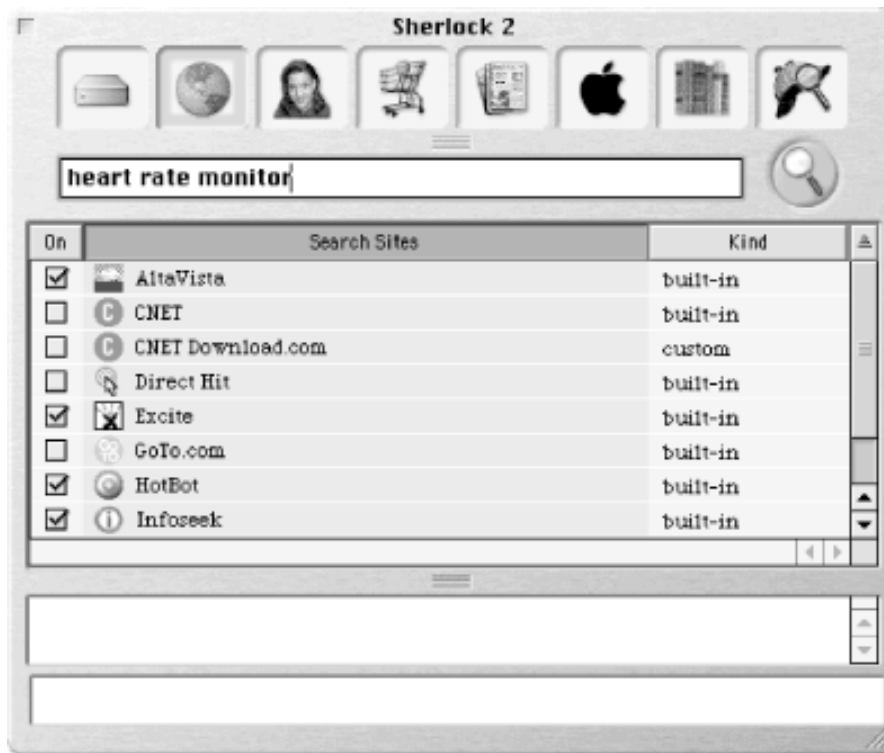 Sherlock 2
heart rate monitor
On Search Sites Kind
AltaVista built-in
CNET built-in
CNET Download.com custom
Direct Hit built-in
Excite built-in
GoTo.com built-in
HotBot built-in
Infoseek built-in